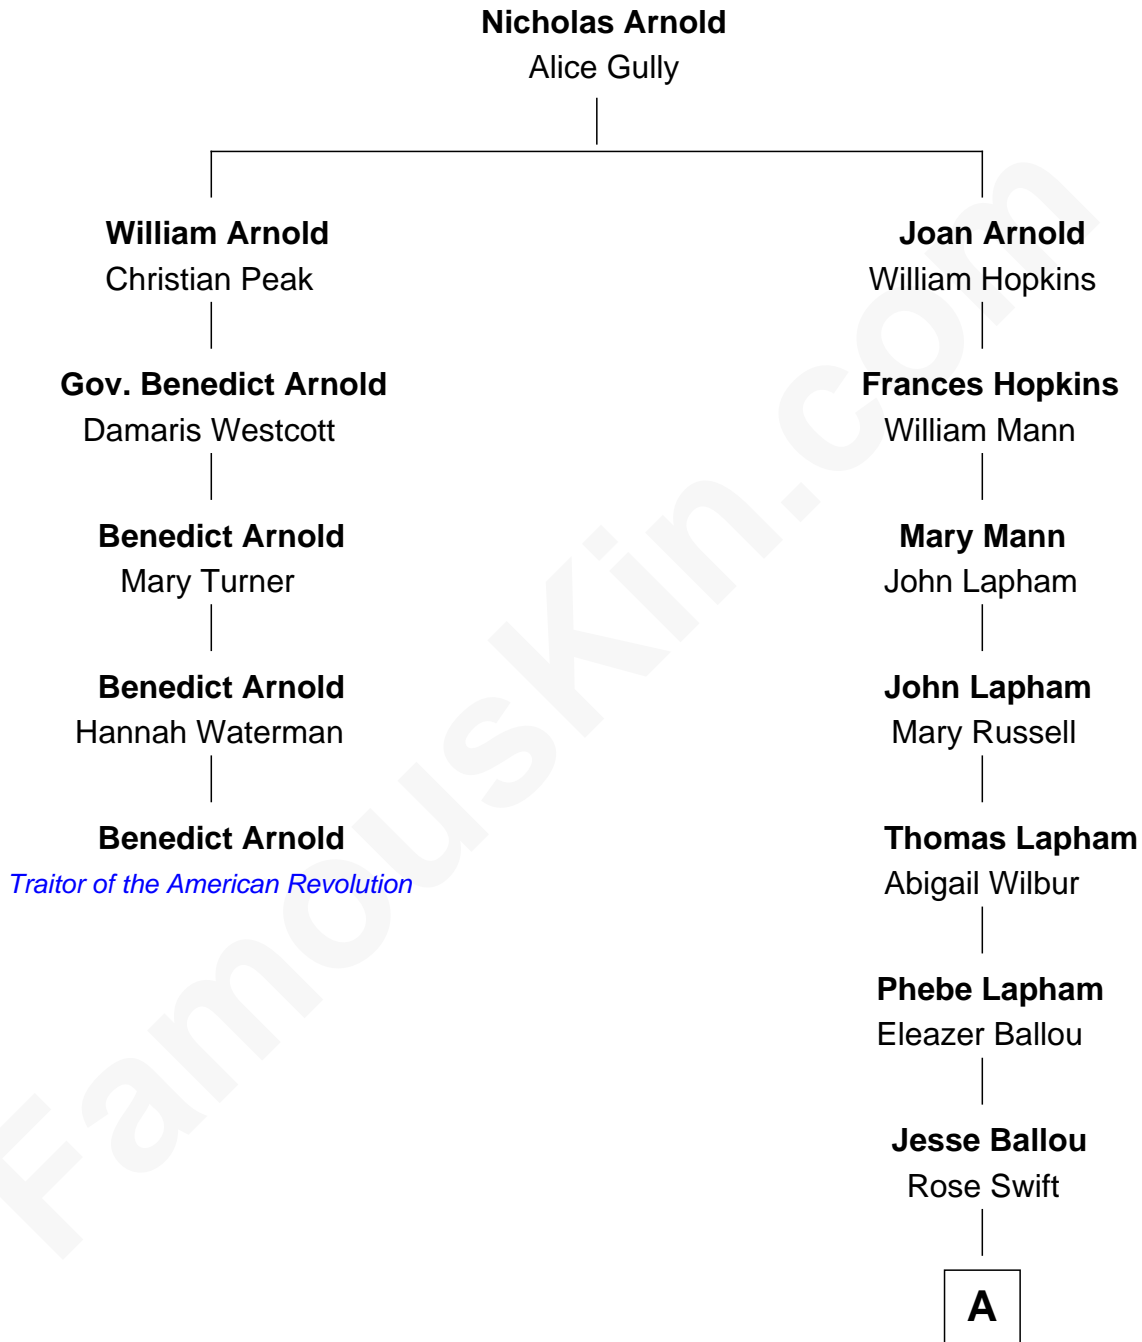 Nicholas Arnold
Alice Gully
William Arnold
Christian Peak
Gov. Benedict Arnold
Damaris Westcott
Benedict Arnold
Mary Turner
Benedict Arnold
Hannah Waterman
Benedict Arnold
Traitor of the American Revolution
Joan Arnold
William Hopkins
Frances Hopkins
William Mann
Mary Mann
John Lapham
John Lapham
Mary Russell
Thomas Lapham
Abigail Wilbur
Phebe Lapham
Eleazer Ballou
Jesse Ballou
Rose Swift
A
FamousKin.com